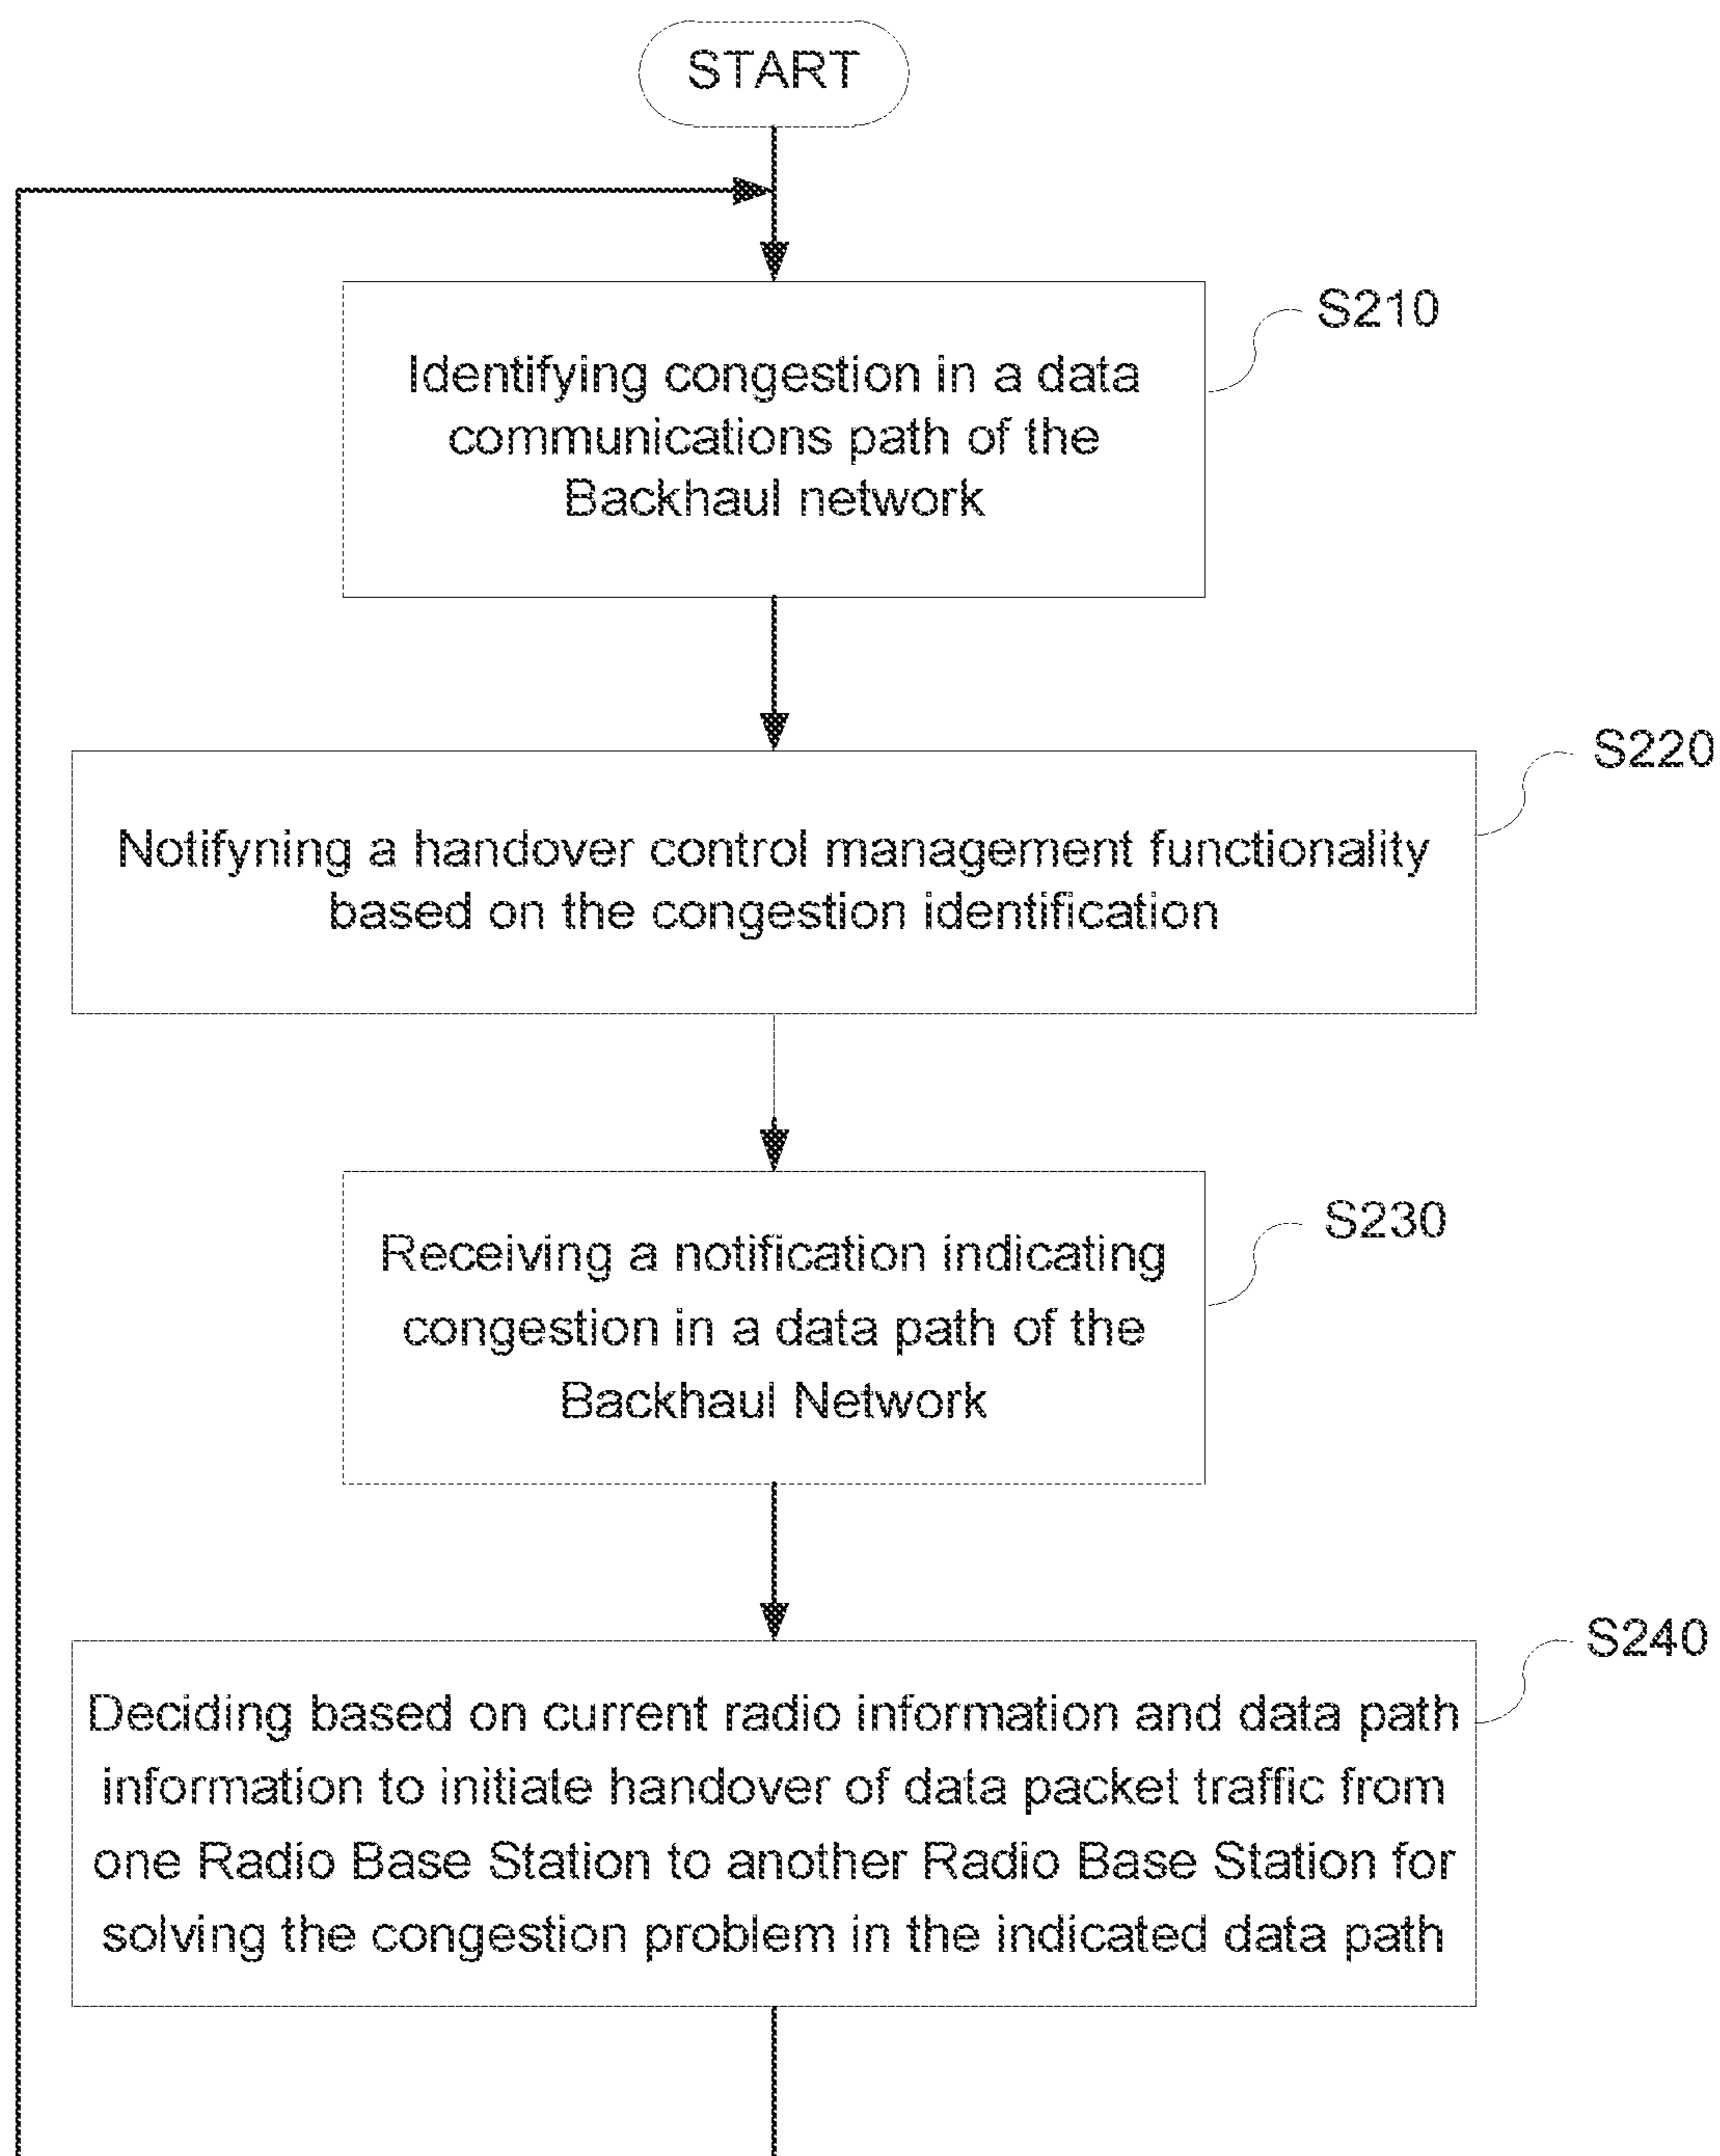 START
S210
Identifying congestion in a data
communications path of the
Backhaul network
S220
Notifyning a handover control management functionality
based on the congestion identification
S230
Receiving a notification indicating
congestion in a data path of the
Backhaul Network
S240
Deciding based on current radio information and data path
information to initiate handover of data packet traffic from
one Radio Base Station to another Radio Base Station for
solving the congestion problem in the indicated data path